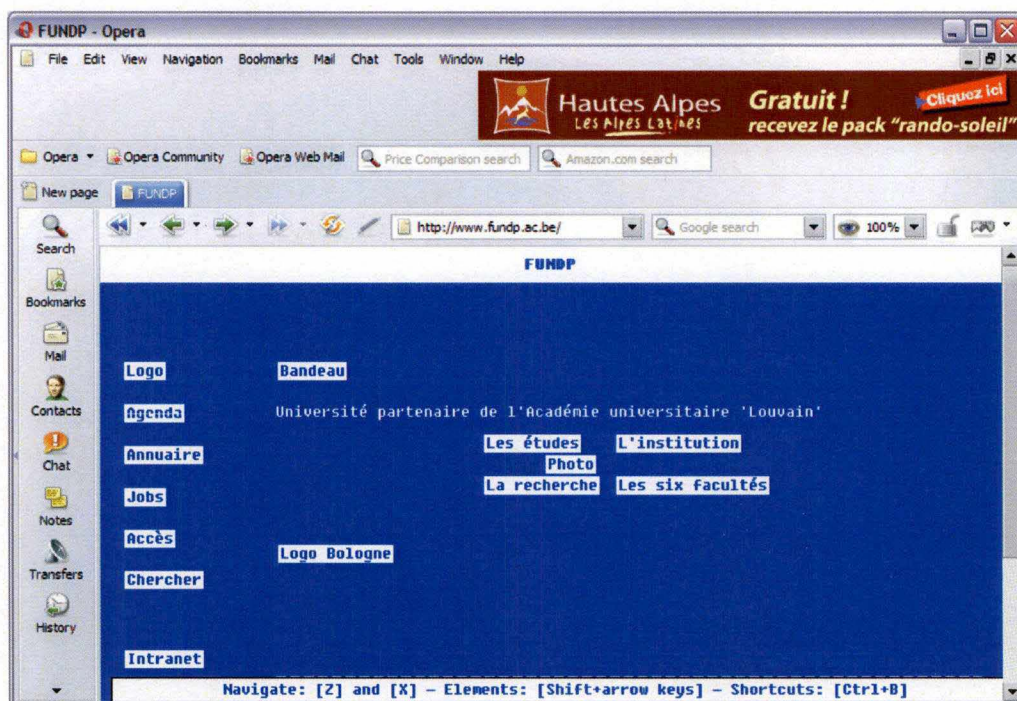 FUNDP - Opera
File Edit View Navigation Bookmarks Mail Chat Tools Window Help
Hautes Alpes
Les Alpes Latines
Gratuit !
Cliquez ici
recevez le pack "rando-soleil"
Opera Opera Community Opera Web Mail Price Comparison search Amazon.com search
New page FUNDP
http://www.fundp.ac.be/ Google search 100%
Search
Bookmarks
Mail
Contacts
Chat
Notes
Transfers
History
FUNDP
Logo Bandeau
Agenda Université partenaire de l'Académie universitaire 'Louvain'
Les études L'institution
Annuaire
Photo
La recherche Les six facultés
Jobs
Accès
Logo Bologne
Chercher
Intranet
Navigate: [Z] and [X] – Elements: [Shift+arrow keys] – Shortcuts: [Ctrl+B]